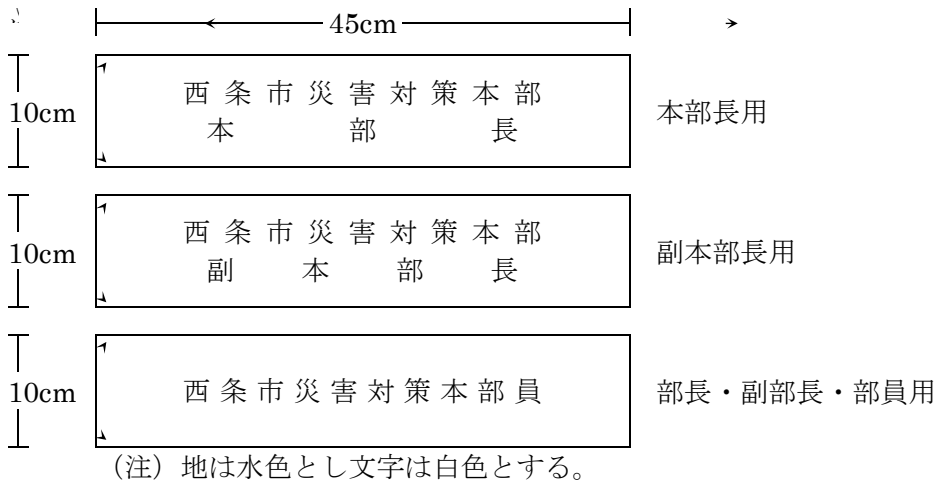 45cm
10cm
西条市災害対策本部
本部長
本部長用
10cm
西条市災害対策本部
副本部長
副本部長用
10cm
西条市災害対策本部員
部長・副部長・部員用
(注) 地は水色とし文字は白色とする。